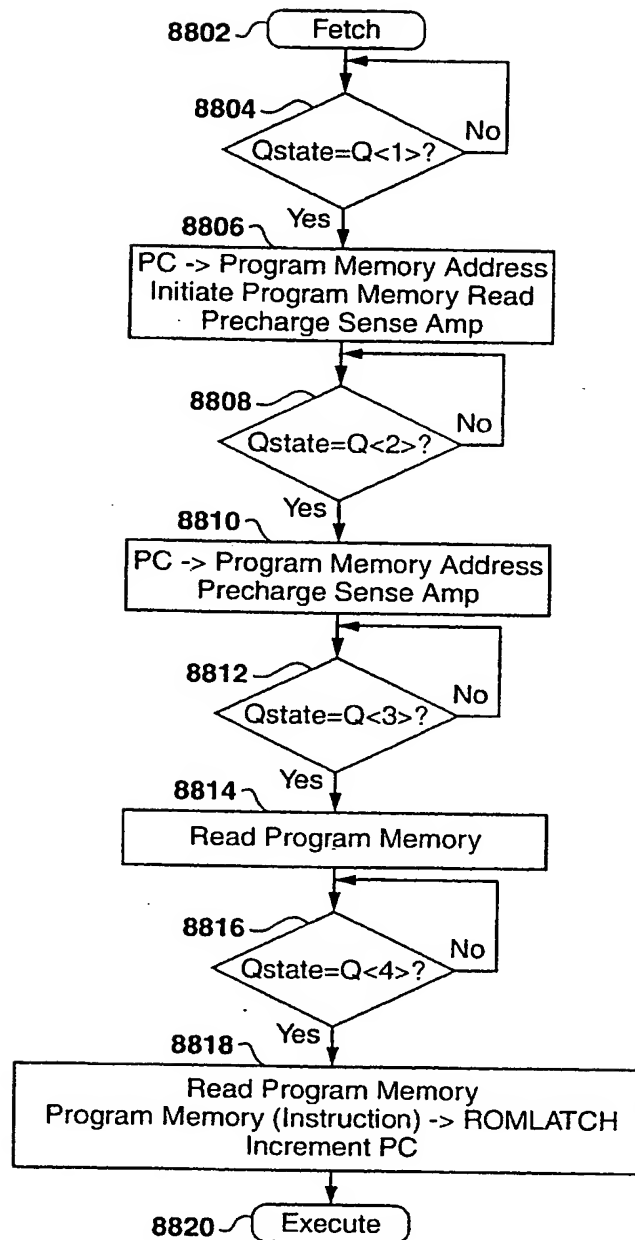 8802 Fetch
8804
Qstate=Q<1>?
No
Yes
8806
PC -> Program Memory Address
Initiate Program Memory Read
Precharge Sense Amp
8808
Qstate=Q<2>?
No
Yes
8810
PC -> Program Memory Address
Precharge Sense Amp
8812
Qstate=Q<3>?
No
Yes
8814
Read Program Memory
8816
Qstate=Q<4>?
No
Yes
8818
Read Program Memory
Program Memory (Instruction) -> ROMLATCH
Increment PC
8820 Execute